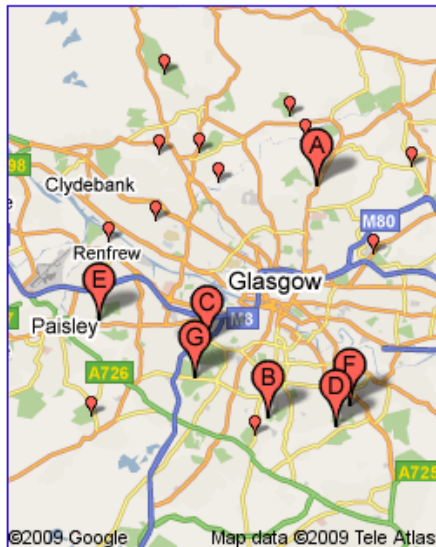 A
98
Clydebank
M80
Renfrew
E
Glasgow
C
Paisley
M8
G
A726
B
F
D
A725
©2009 Google
Map data ©2009 Tele Atlas